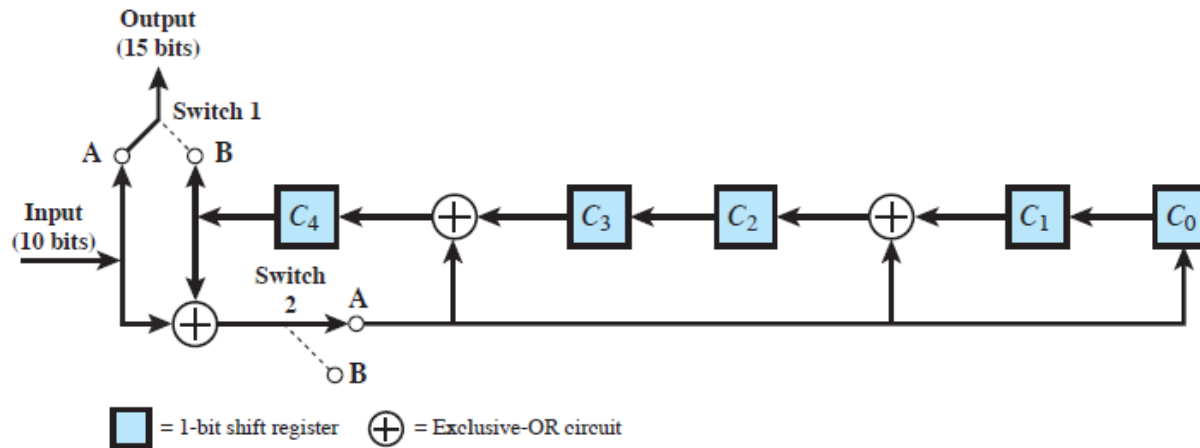 Output
(15 bits)
Switch 1
A
B
Input
(10 bits)
C₄
C₃
C₂
C₁
C₀
Switch
2
A
B
= 1-bit shift register
= Exclusive-OR circuit